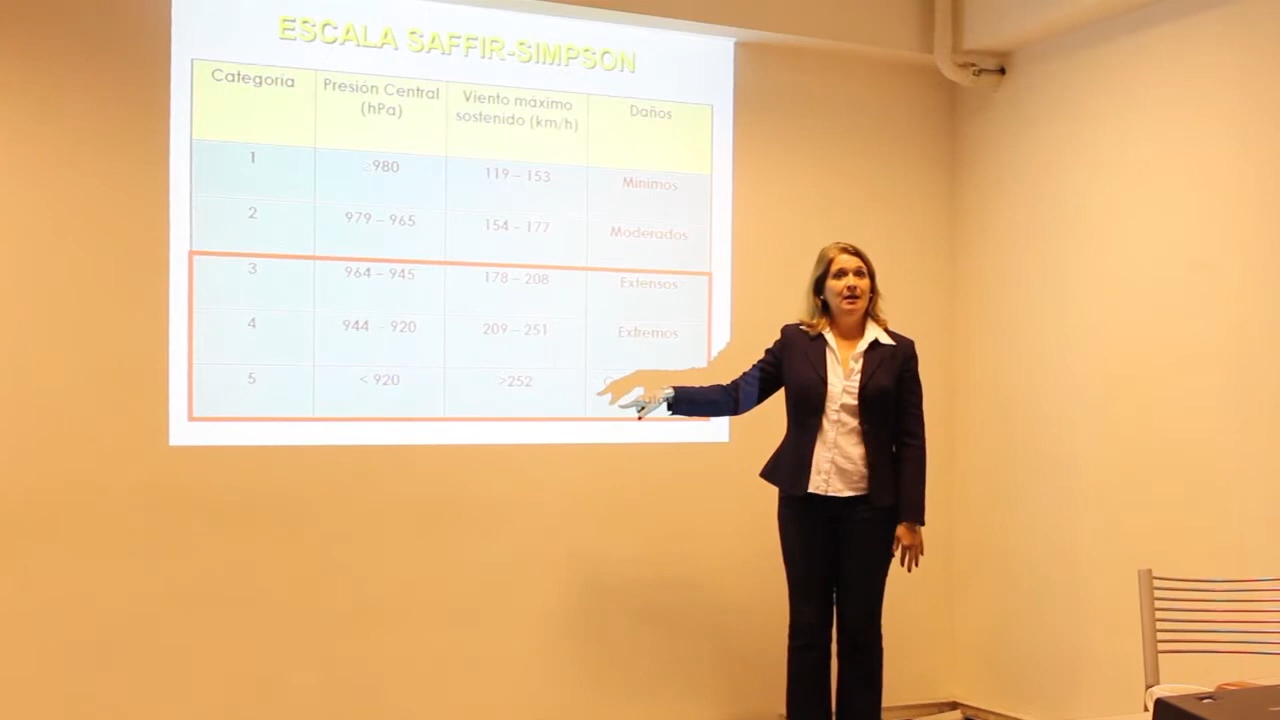 ESCALA SAFFIR-SIMPSON
Categoría
Presión Central
(hPa)
Viento máximo
sostenido (km/h)
Daños
1
≥980
119 – 153
Mínimos
2
979 – 965
154 – 177
Moderados
3
964 – 945
178 – 208
Extensos
4
944 - 920
209 – 251
Extremos
5
< 920
>252